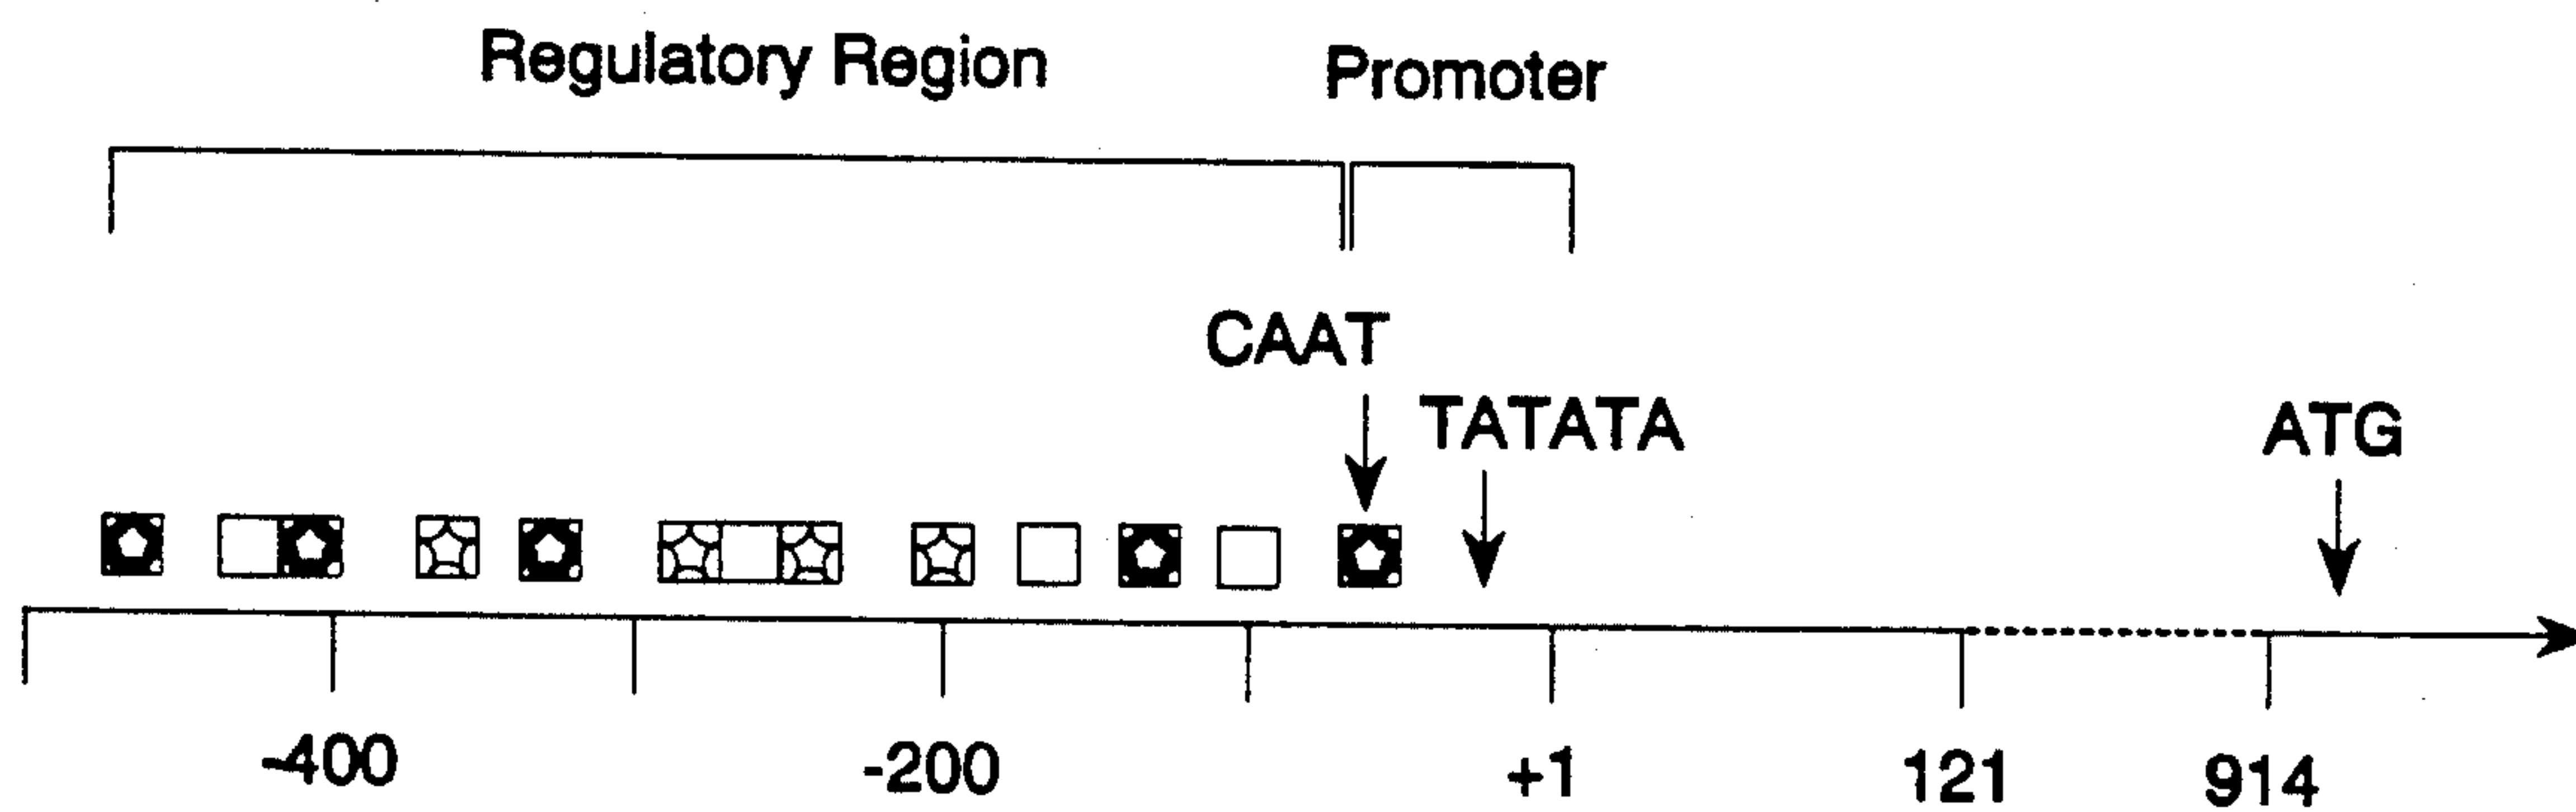 Regulatory Region Promoter
CAAT
TATATA
ATG
-400 -200 +1 121 914